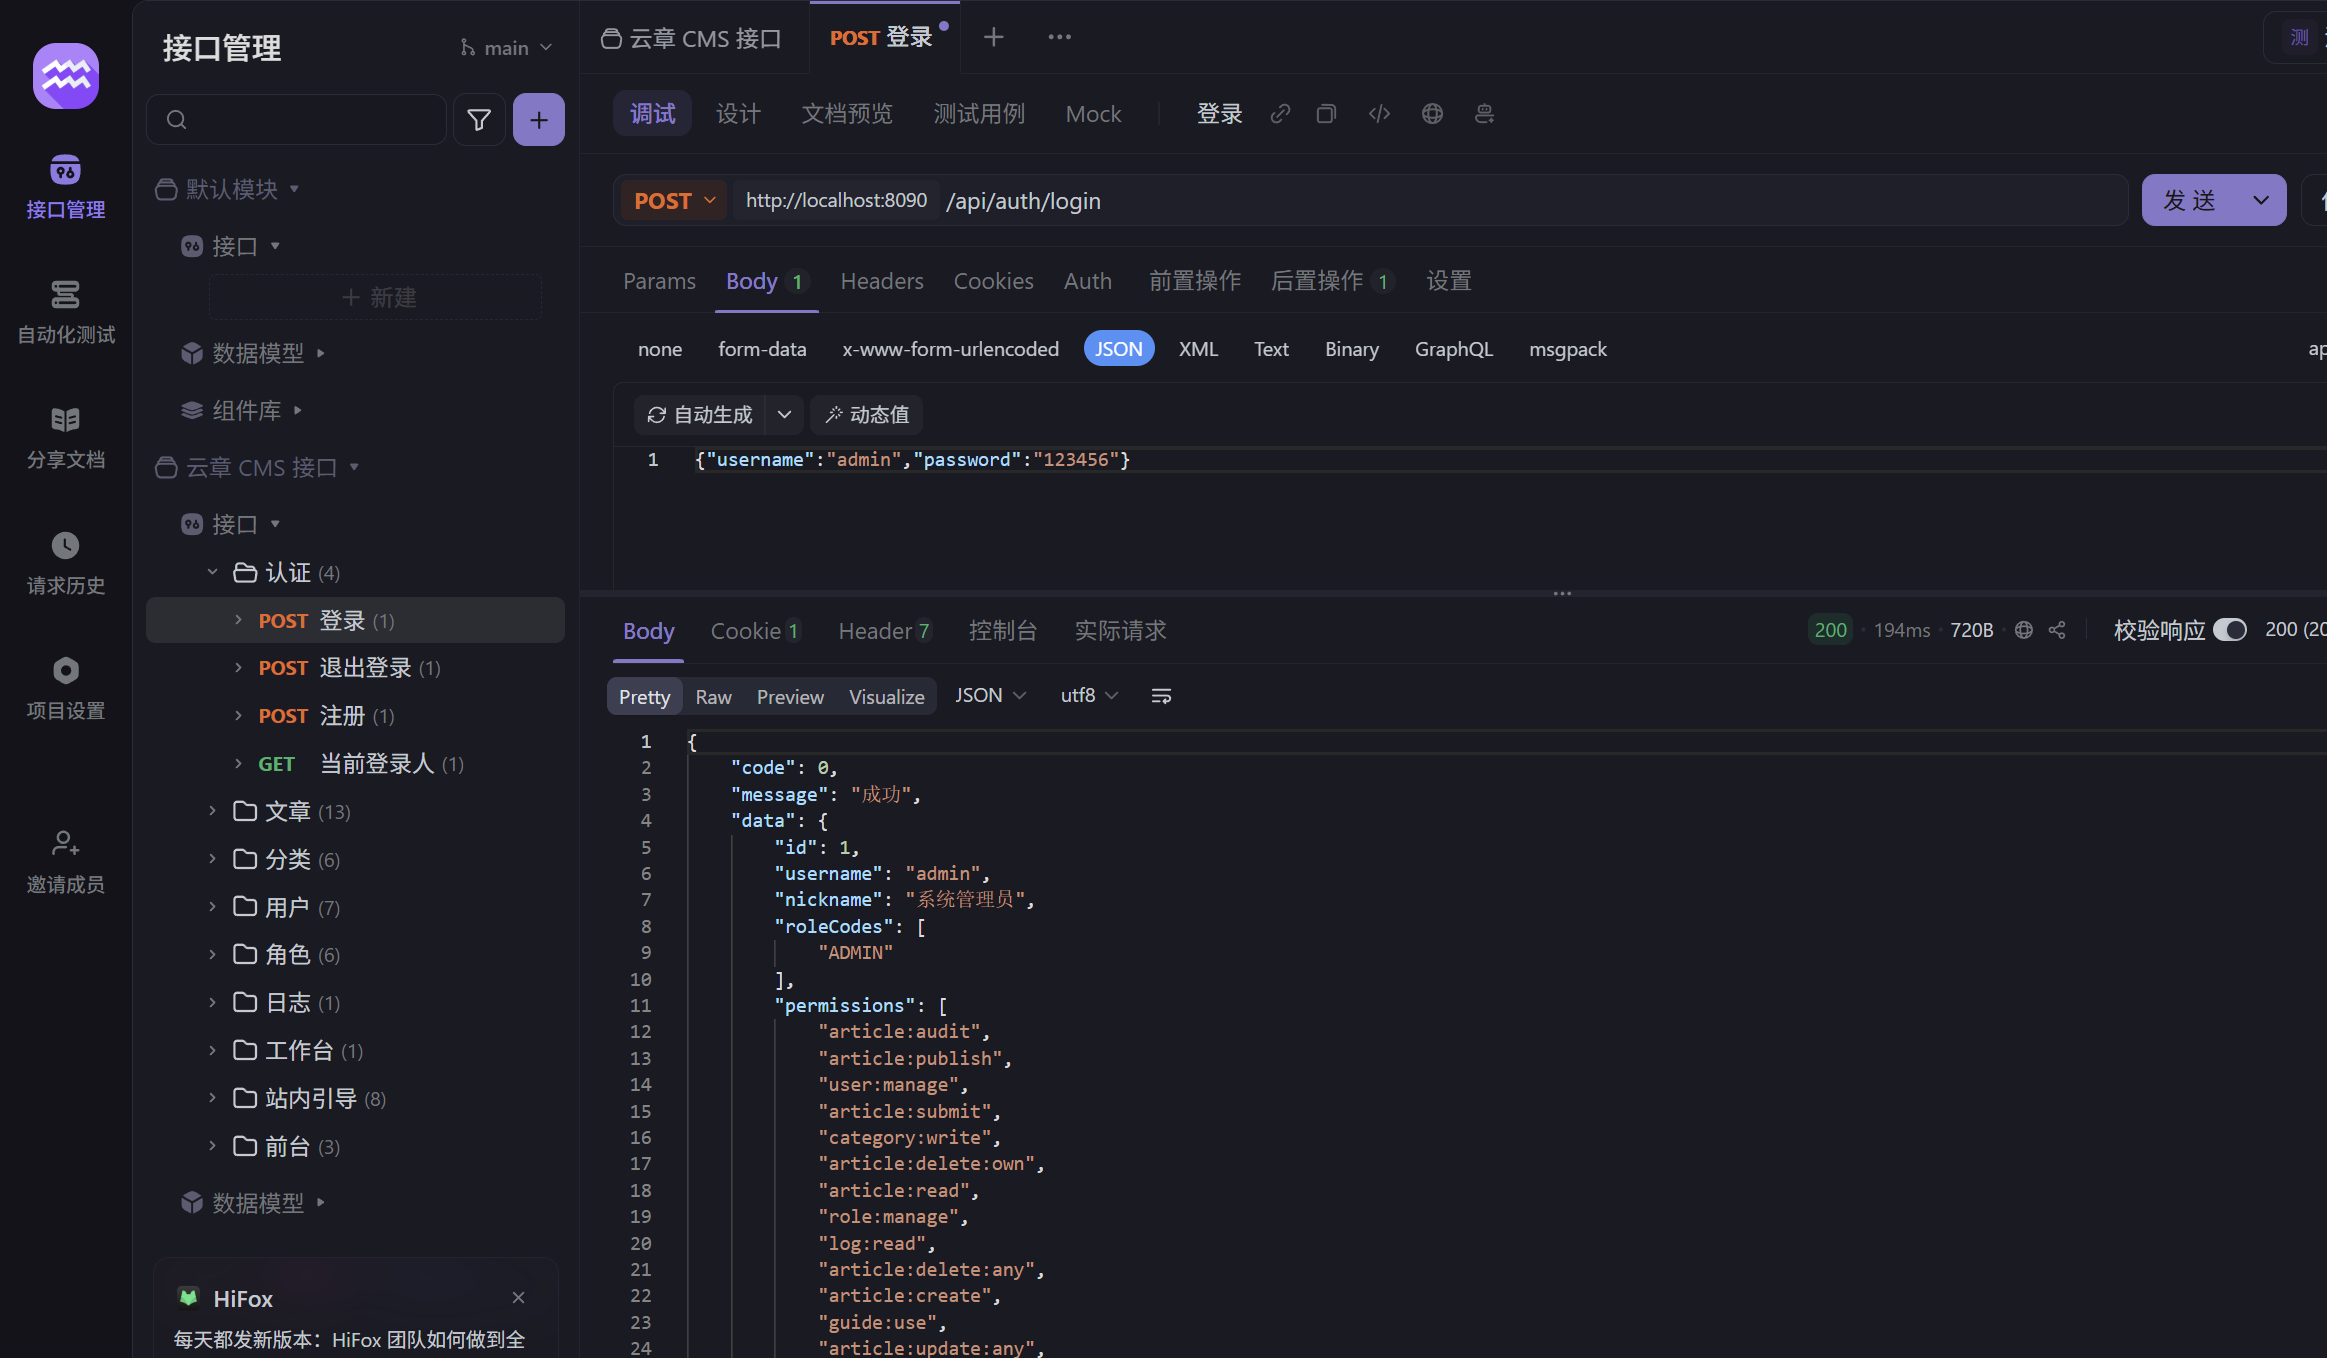 接口管理
自动化测试
分享文档
请求历史
项目设置
邀请成员
接口管理
main
默认模块
接口
新建
数据模型
组件库
云章 CMS 接口
接口
认证 (4)
POST 登录 (1)
POST 退出登录 (1)
POST 注册 (1)
GET 当前登录人 (1)
文章 (13)
分类 (6)
用户 (7)
角色 (6)
日志 (1)
工作台 (1)
站内引导 (8)
前台 (3)
数据模型
HiFox
每天都发新版本：HiFox 团队如何做到全
云章 CMS 接口
POST 登录
测
调试 设计 文档预览 测试用例 Mock 登录
POST http://localhost:8090 /api/auth/login
发 送
Params Body 1 Headers Cookies Auth 前置操作 后置操作 1 设置
none form-data x-www-form-urlencoded JSON XML Text Binary GraphQL msgpack
ap
自动生成 动态值
1 {"username":"admin","password":"123456"}
Body Cookie 1 Header 7 控制台 实际请求
200 · 194ms · 720B 校验响应 200 (20
Pretty Raw Preview Visualize JSON utf8
1 {
2 "code": 0,
3 "message": "成功",
4 "data": {
5 "id": 1,
6 "username": "admin",
7 "nickname": "系统管理员",
8 "roleCodes": [
9 "ADMIN"
10 ],
11 "permissions": [
12 "article:audit",
13 "article:publish",
14 "user:manage",
15 "article:submit",
16 "category:write",
17 "article:delete:own",
18 "article:read",
19 "role:manage",
20 "log:read",
21 "article:delete:any",
22 "article:create",
23 "guide:use",
24 "article:update:any",